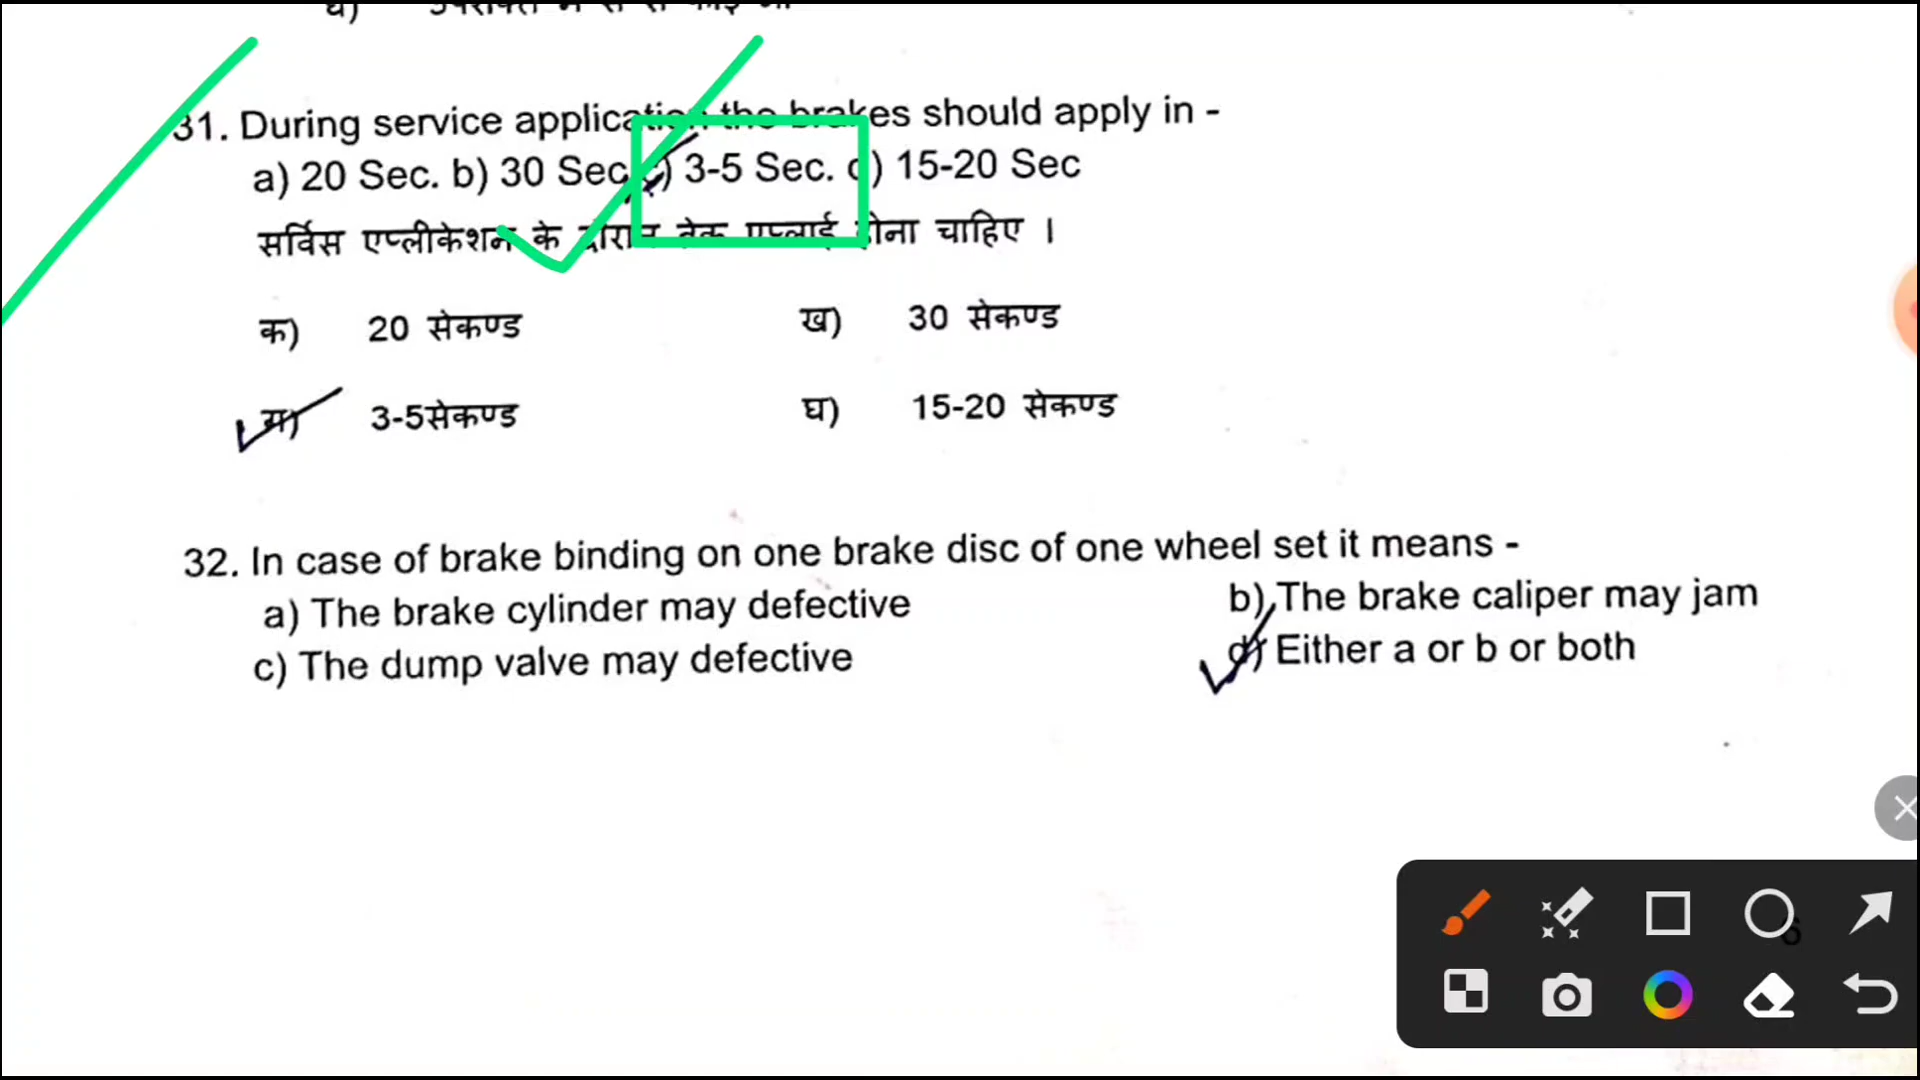 31. During service application the brakes should apply in -
a) 20 Sec. b) 30 Sec c) 3-5 Sec. d) 15-20 Sec
सर्विस एप्लीकेशन के दौरान ब्रेक एप्लाई होना चाहिए ।
क) 20 सेकण्ड ख) 30 सेकण्ड
ग) 3-5सेकण्ड घ) 15-20 सेकण्ड
32. In case of brake binding on one brake disc of one wheel set it means -
a) The brake cylinder may defective b) The brake caliper may jam
c) The dump valve may defective d) Either a or b or both
6